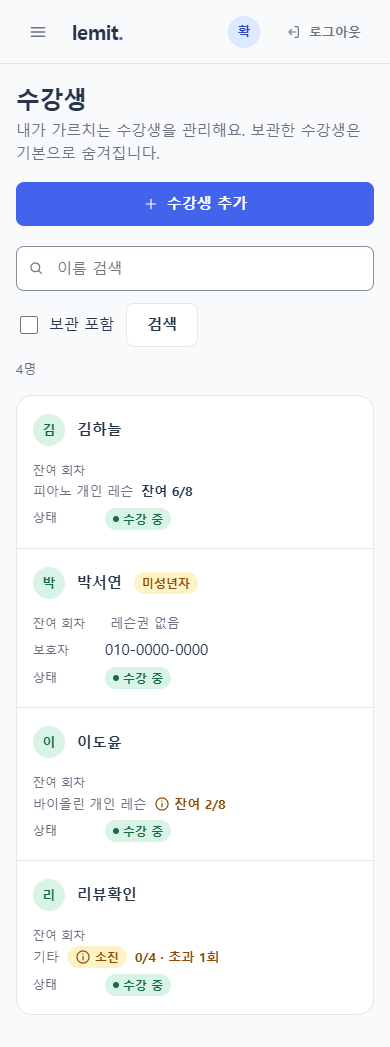 lemit.
확
로그아웃
수강생
내가 가르치는 수강생을 관리해요. 보관한 수강생은
기본으로 숨겨집니다.
+ 수강생 추가
이름 검색
보관 포함
검색
4명
김
김하늘
잔여 회차
피아노 개인 레슨 잔여 6/8
상태 수강 중
박
박서연 미성년자
잔여 회차 레슨권 없음
보호자 010-0000-0000
상태 수강 중
이
이도윤
잔여 회차
바이올린 개인 레슨 잔여 2/8
상태 수강 중
리
리뷰확인
잔여 회차
기타 소진 0/4 · 초과 1회
상태 수강 중